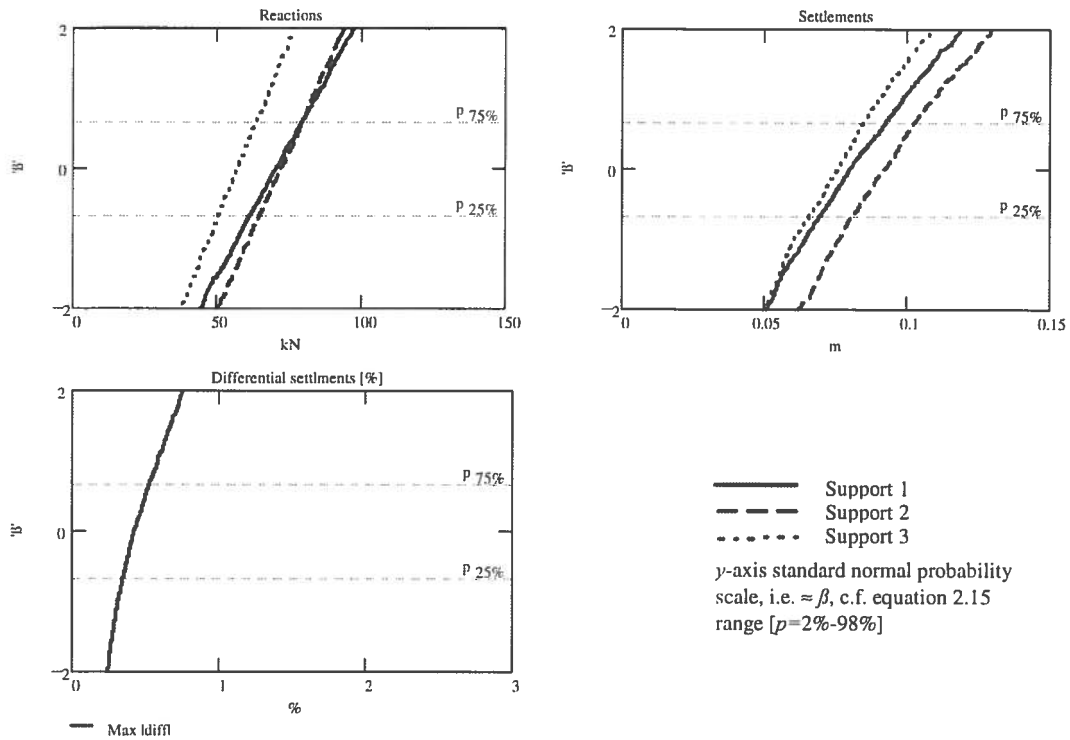 Reactions
2
P 75%
0
'β'
P 25%
−2
0
50
100
150
kN
Settlements
2
P 75%
0
'β'
P 25%
−2
0
0.05
0.1
0.15
m
Differential settlments [%]
2
P 75%
0
'β'
P 25%
−2
0
1
2
3
%
Max |diff|
Support 1
Support 2
Support 3
y-axis standard normal probability
scale, i.e. ≈ β, c.f. equation 2.15
range [p=2%-98%]